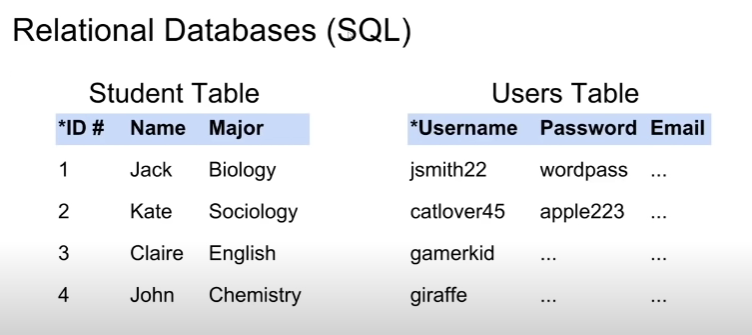 Relational Databases (SQL)
Student Table
*ID # Name Major
1 Jack Biology
2 Kate Sociology
3 Claire English
4 John Chemistry
Users Table
*Username Password Email
jsmith22 wordpass ...
catlover45 apple223 ...
gamerkid ... ...
giraffe ... ...